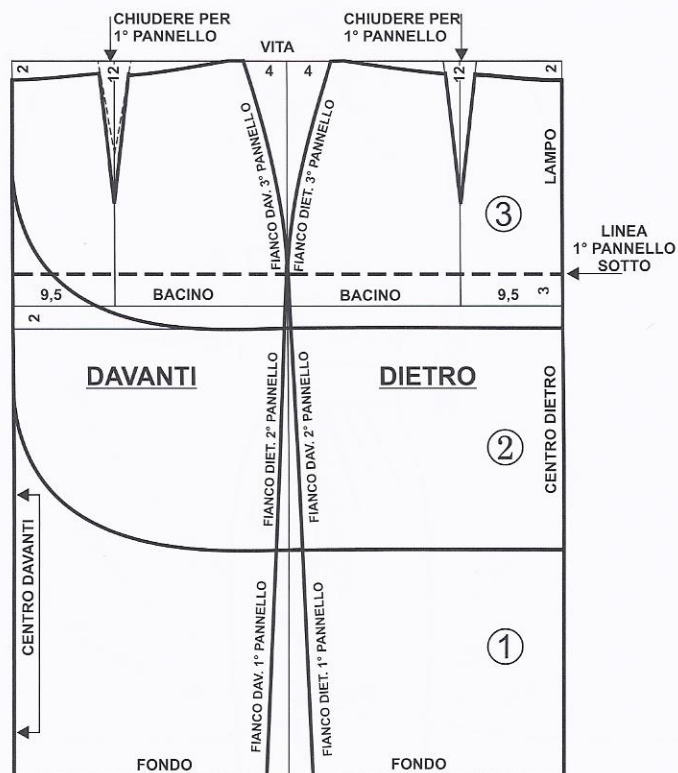 CHIUDERE PER
1° PANNELLO
CHIUDERE PER
1° PANNELLO
VITA
2
12
4
4
12
2
FIANCO DAV. 3° PANNELLO
FIANCO DIET. 3° PANNELLO
LAMPO
3
LINEA
1° PANNELLO
SOTTO
9,5
BACINO
BACINO
9,5
3
2
DAVANTI
DIETRO
FIANCO DIET. 2° PANNELLO
FIANCO DAV. 2° PANNELLO
CENTRO DIETRO
2
CENTRO DAVANTI
FIANCO DAV. 1° PANNELLO
FIANCO DIET. 1° PANNELLO
1
FONDO
FONDO